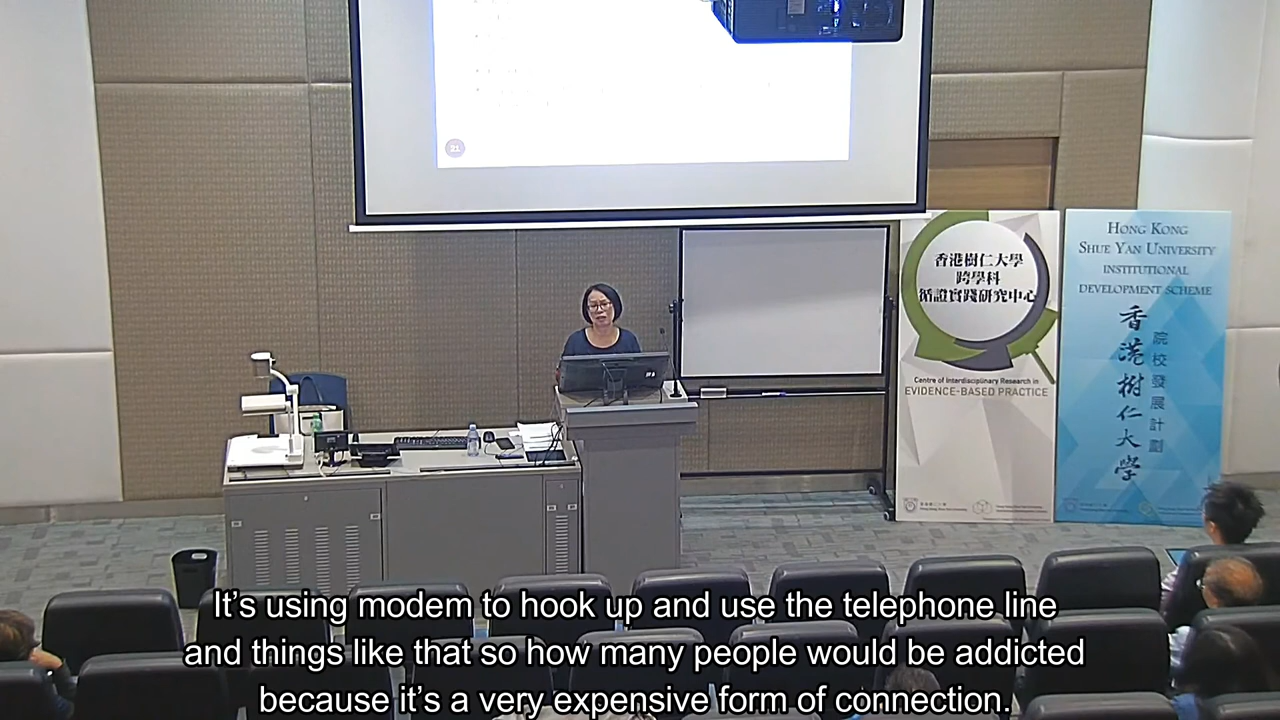 21
香港樹仁大學
跨學科
循證實踐研究中心
Centre of Interdisciplinary Research in
EVIDENCE-BASED PRACTICE
HONG KONG
SHUE YAN UNIVERSITY
INSTITUTIONAL
DEVELOPMENT SCHEME
香港樹仁大學
院校發展計劃
It's using modem to hook up and use the telephone line
and things like that so how many people would be addicted
because it's a very expensive form of connection.